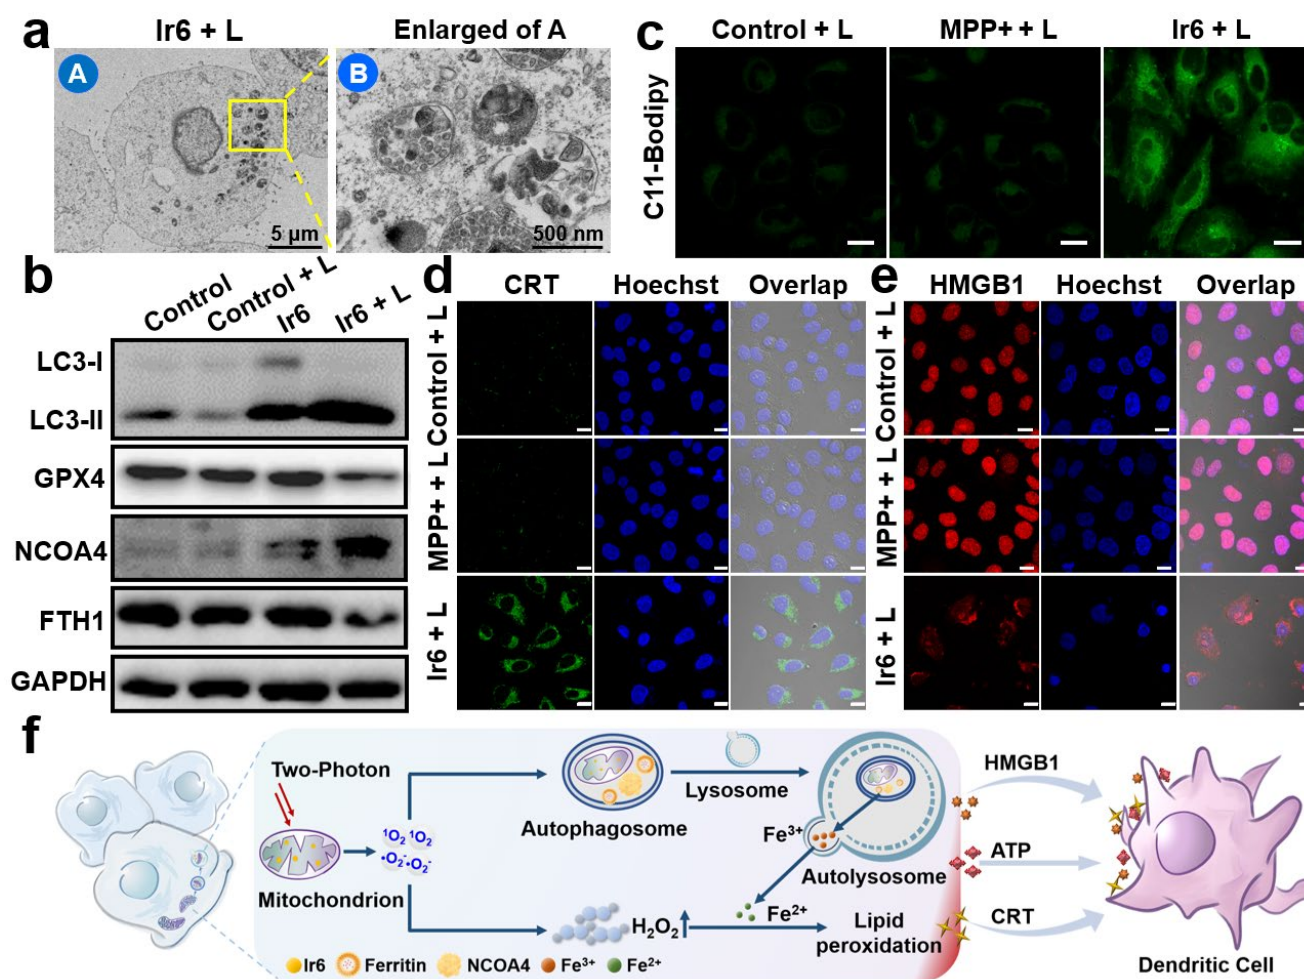 a
Ir6 + L
Enlarged of A
A
B
5 µm
500 nm
c
Control + L
MPP+ + L
Ir6 + L
C11-Bodipy
b
Control
Control + L
Ir6
Ir6 + L
LC3-I
LC3-II
GPX4
NCOA4
FTH1
GAPDH
d
CRT
Hoechst
Overlap
Control + L
MPP+ + L
Ir6 + L
e
HMGB1
Hoechst
Overlap
Control + L
MPP+ + L
Ir6 + L
f
Two-Photon
Mitochondrion
¹O₂ ¹O₂
•O₂⁻•O₂⁻
Autophagosome
Lysosome
Fe³⁺
Autolysosome
H₂O₂
Fe²⁺
Lipid
peroxidation
Ir6
Ferritin
NCOA4
Fe³⁺
Fe²⁺
HMGB1
ATP
CRT
Dendritic Cell